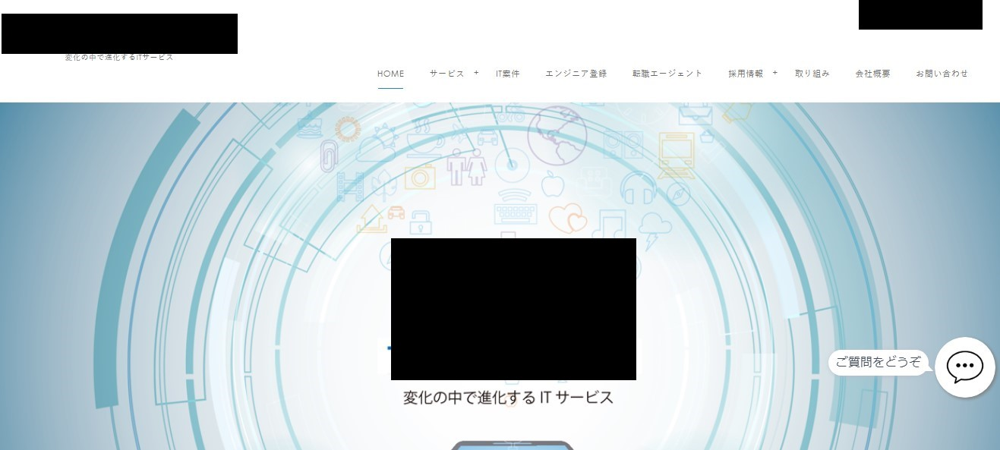 変化の中で進化するITサービス
HOME サービス + IT案件 エンジニア登録 転職エージェント 採用情報 + 取り組み 会社概要 お問い合わせ
ご質問をどうぞ
変化の中で進化する IT サービス